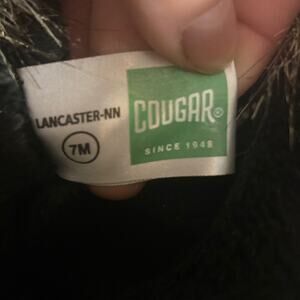 LANCASTER-NN
7M
COUGAR®
SINCE 1948